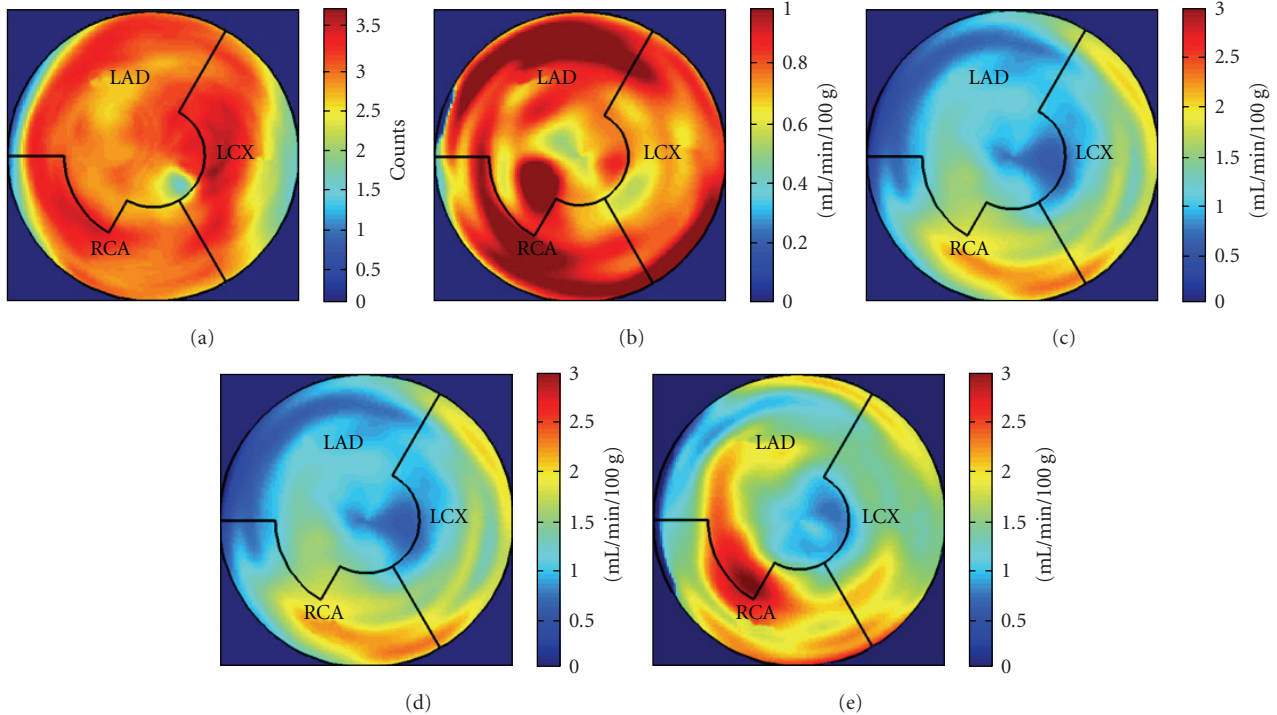 LAD
LCX
RCA
3.5
3
2.5
2
1.5
1
0.5
0
Counts
(a)
LAD
LCX
RCA
1
0.8
0.6
0.4
0.2
0
(mL/min/100 g)
(b)
LAD
LCX
RCA
3
2.5
2
1.5
1
0.5
0
(mL/min/100 g)
(c)
LAD
LCX
RCA
3
2.5
2
1.5
1
0.5
0
(mL/min/100 g)
(d)
LAD
LCX
RCA
3
2.5
2
1.5
1
0.5
0
(mL/min/100 g)
(e)